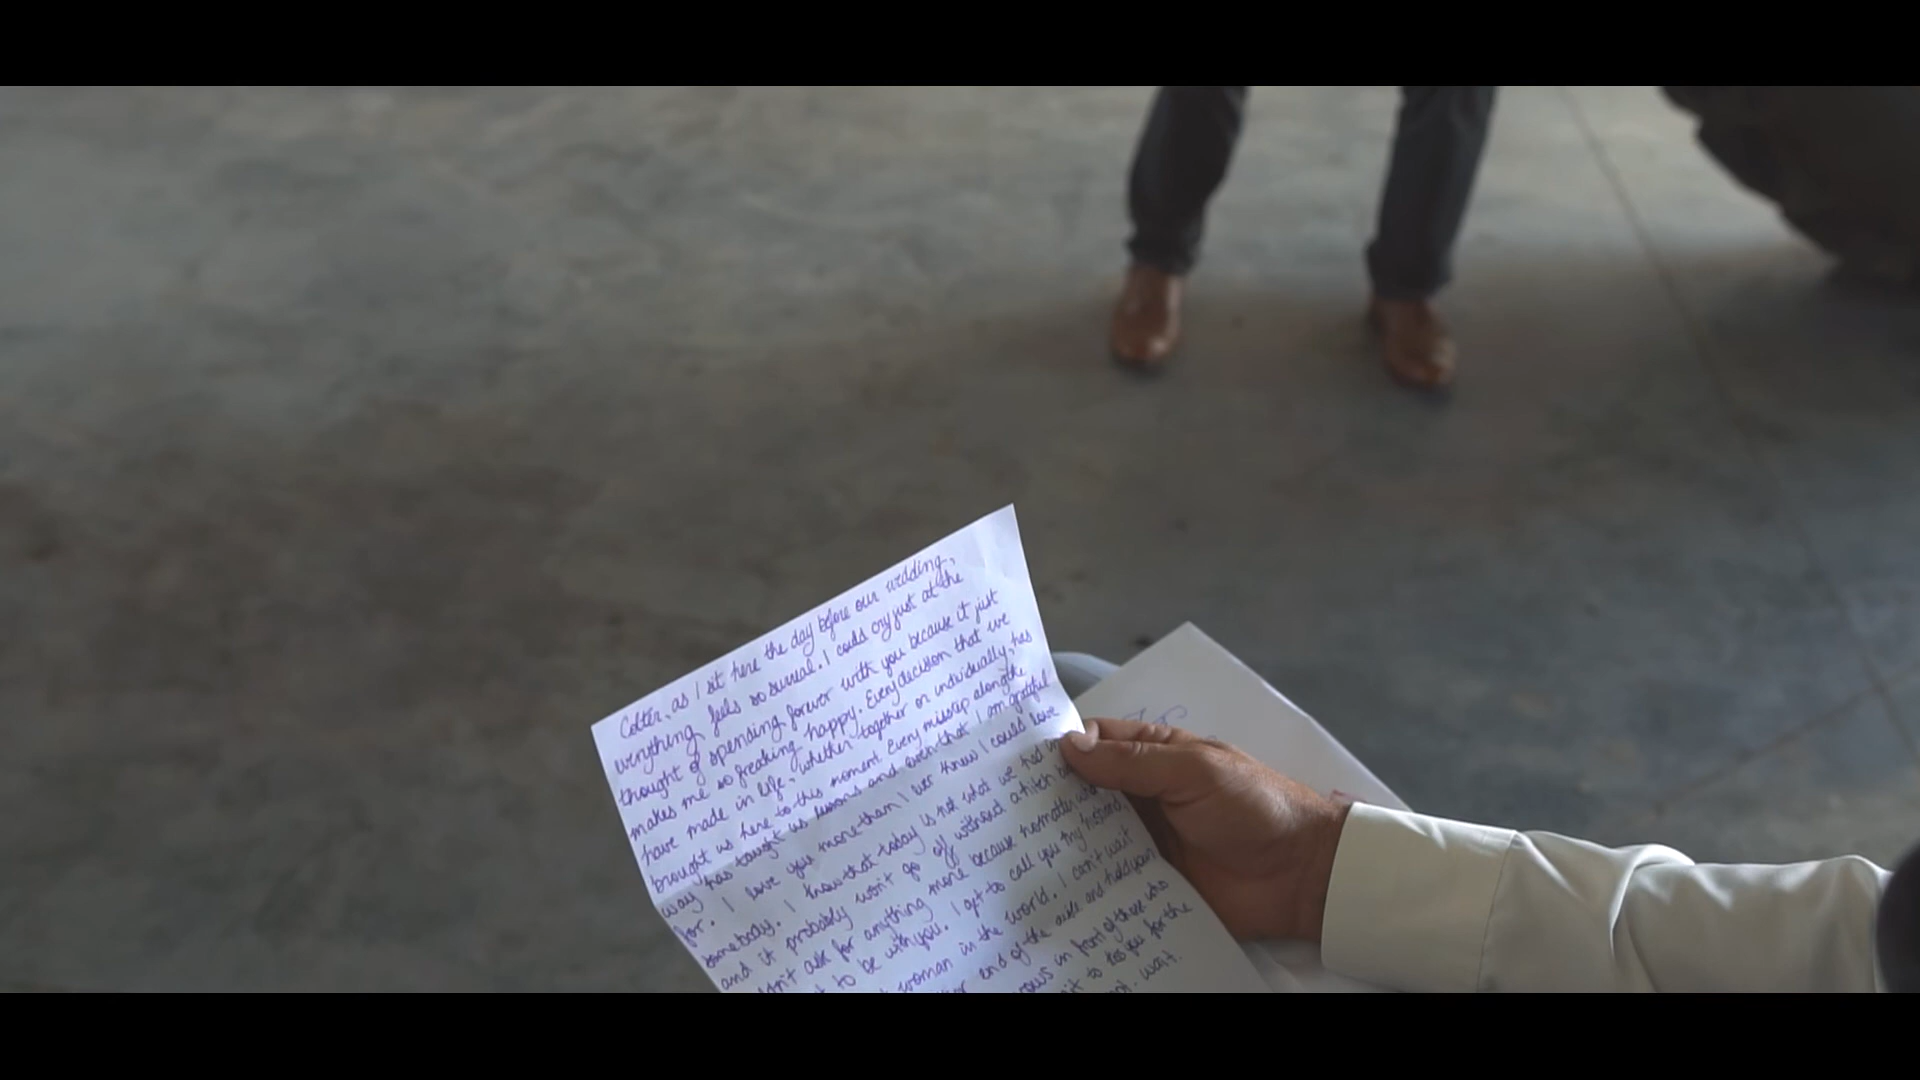 Colter, as I sit here the day before our wedding,
everything feels so surreal. I could cry just at the
thought of spending forever with you because it just
makes me so freaking happy. Every decision that we
have made in life, whether together or individually, has
brought us here to this moment. Every misstep along the
way has taught us lessons and even that I am grateful
for. I love you more than I ever knew I could love
somebody. I know that today is not what we had in
and it probably won't go off without a hitch
ask for anything more because no matter
to be with you. I get to call you my husband,
woman in the world. I can't wait
end of the aisle and hold your
vows in front of those who
to kiss you for the
wait.